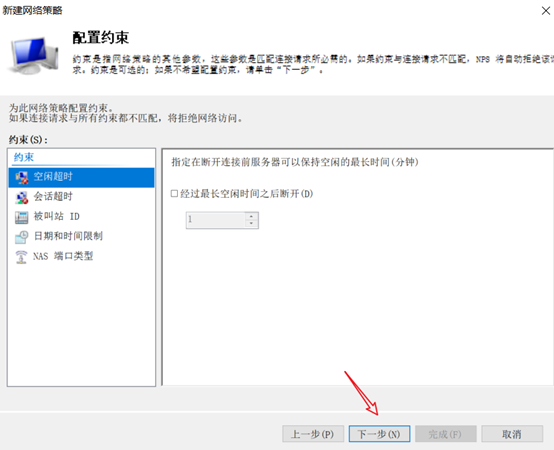 新建网络策略
配置约束
约束是指网络策略的其他参数，这些参数是匹配连接请求所必需的。如果约束与连接请求不匹配，NPS 将自动拒绝该请
求。约束是可选的；如果不希望配置约束，请单击“下一步”。
为此网络策略配置约束。
如果连接请求与所有约束都不匹配，将拒绝网络访问。
约束(S):
约束
空闲超时
会话超时
被叫站 ID
日期和时间限制
NAS 端口类型
指定在断开连接前服务器可以保持空闲的最长时间(分钟)
经过最长空闲时间之后断开(D)
1
上一步(P)
下一步(N)
完成(F)
取消